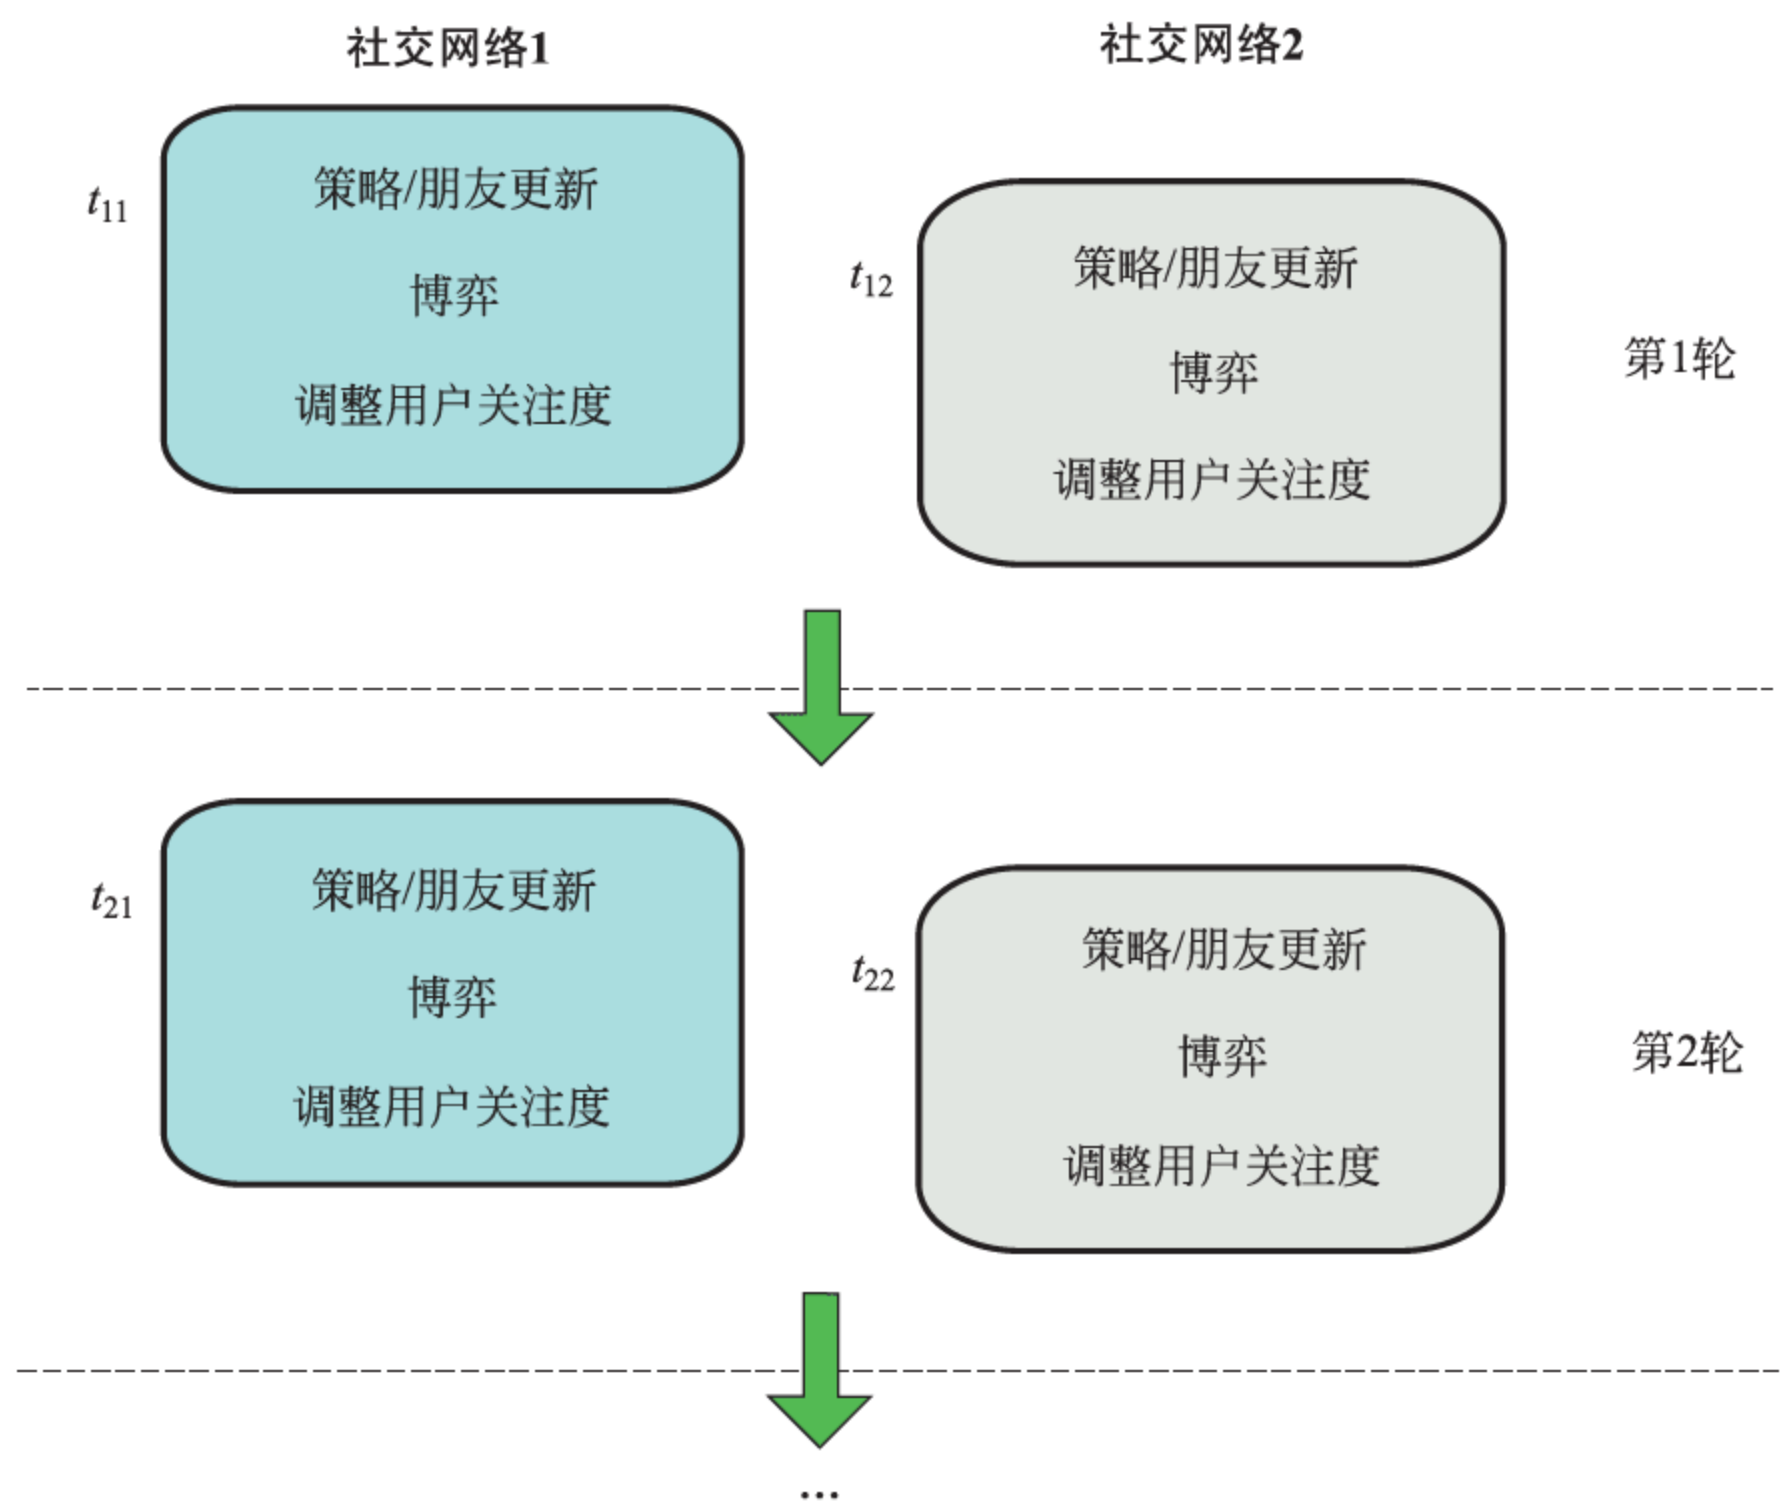 社交网络1
社交网络2
t11
策略/朋友更新
博弈
调整用户关注度
t12
策略/朋友更新
博弈
调整用户关注度
第1轮
t21
策略/朋友更新
博弈
调整用户关注度
t22
策略/朋友更新
博弈
调整用户关注度
第2轮
...